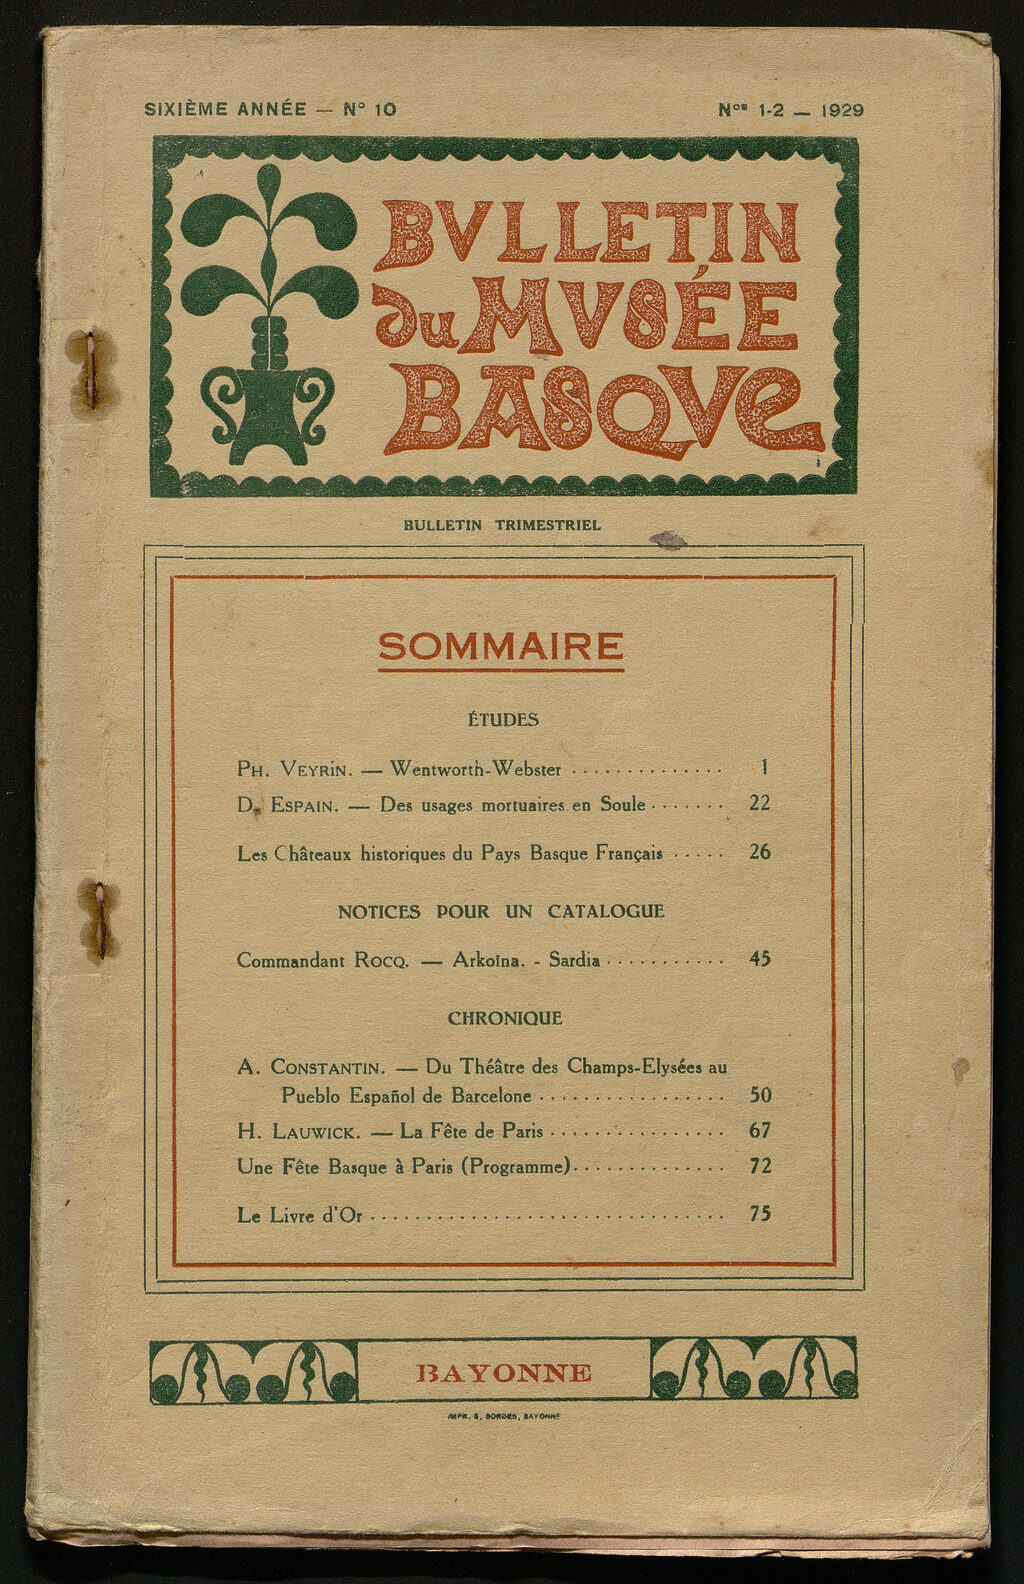 SIXIÈME ANNÉE — N° 10
Nos 1-2 — 1929
BVLLETIN
du MVSÉE
BASQVE
BULLETIN TRIMESTRIEL
SOMMAIRE
ÉTUDES
PH. VEYRIN. — Wentworth-Webster .............. 1
D. ESPAIN. — Des usages mortuaires en Soule ....... 22
Les Châteaux historiques du Pays Basque Français ..... 26
NOTICES POUR UN CATALOGUE
Commandant ROCQ. — Arkoïna. - Sardia ........... 45
CHRONIQUE
A. CONSTANTIN. — Du Théâtre des Champs-Elysées au
Pueblo Español de Barcelone ................. 50
H. LAUWICK. — La Fête de Paris ................ 67
Une Fête Basque à Paris (Programme).............. 72
Le Livre d'Or ................................ 75
BAYONNE
IMPR. S. SORDES, BAYONNE